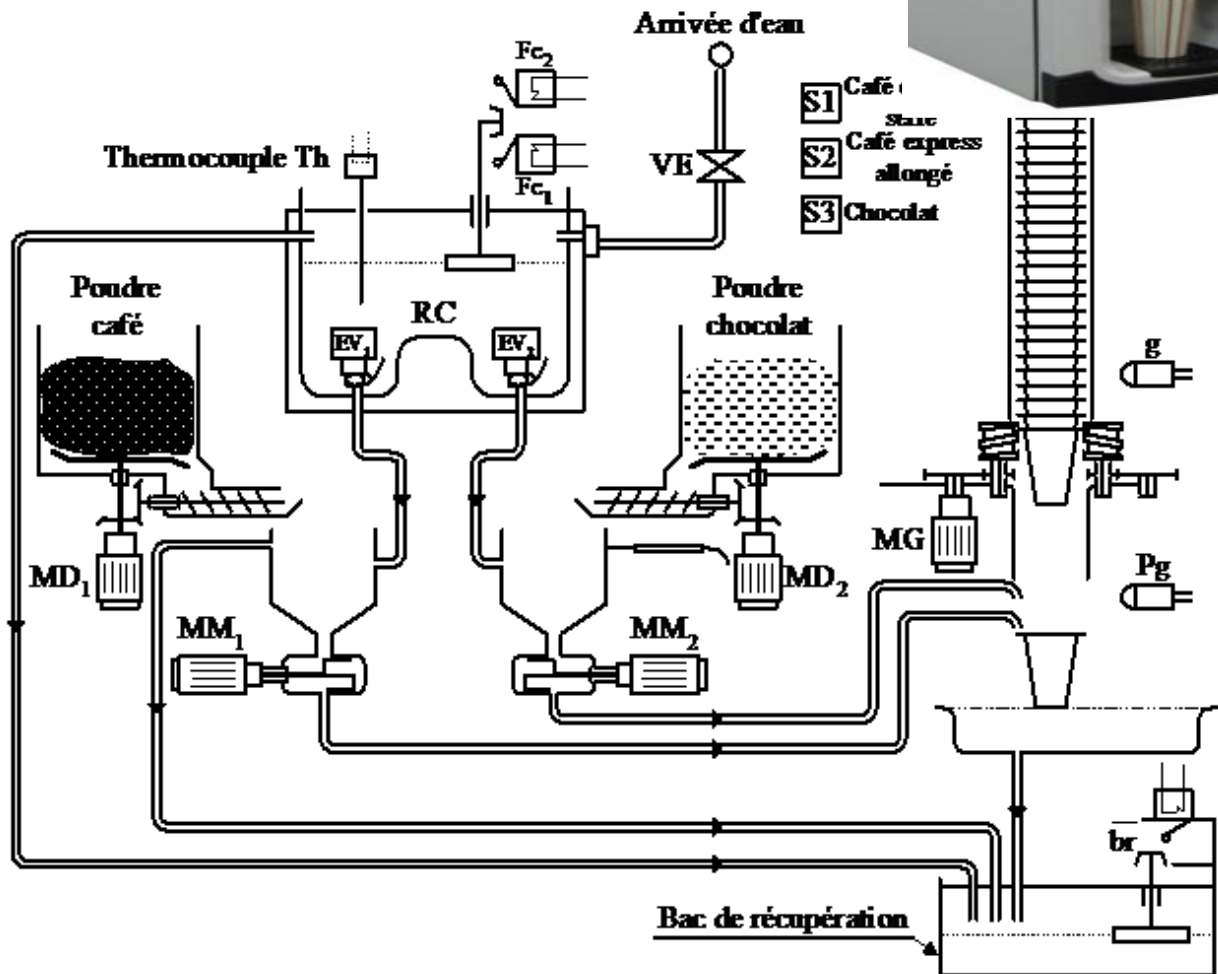 Arrivée d'eau
Fc2
Fc1
Thermocouple Th
VE
S1 Café
S2 Café express
allongé
S3 Chocolat
Poudre
café
RC
EV1
EV2
Poudre
chocolat
g
MD1
MD2
MG
Pg
MM1
MM2
br
Bac de récupération